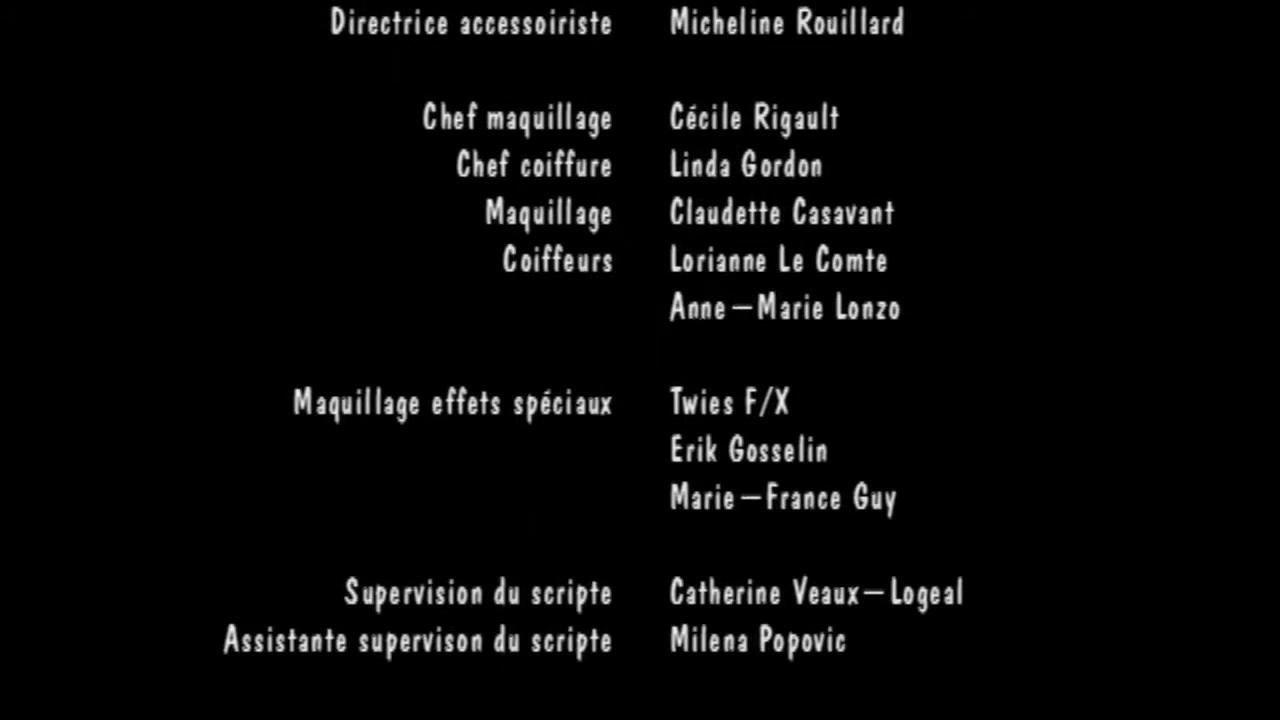 Directrice accessoiriste Micheline Rouillard
Chef maquillage Cécile Rigault
Chef coiffure Linda Gordon
Maquillage Claudette Casavant
Coiffeurs Lorianne Le Comte
Anne-Marie Lonzo
Maquillage effets spéciaux Twies F/X
Erik Gosselin
Marie-France Guy
Supervision du scripte Catherine Veaux-Logeal
Assistante supervison du scripte Milena Popovic